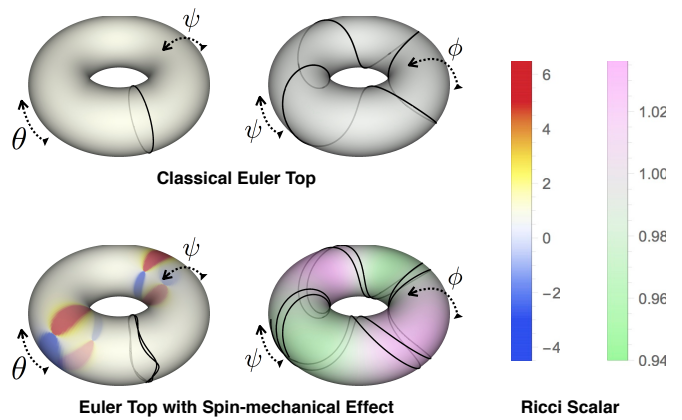 ψ
ϕ
θ
ψ
Classical Euler Top
6
4
2
0
−2
−4
1.02
1.00
0.98
0.96
0.94
ψ
ϕ
θ
ψ
Euler Top with Spin-mechanical Effect
Ricci Scalar